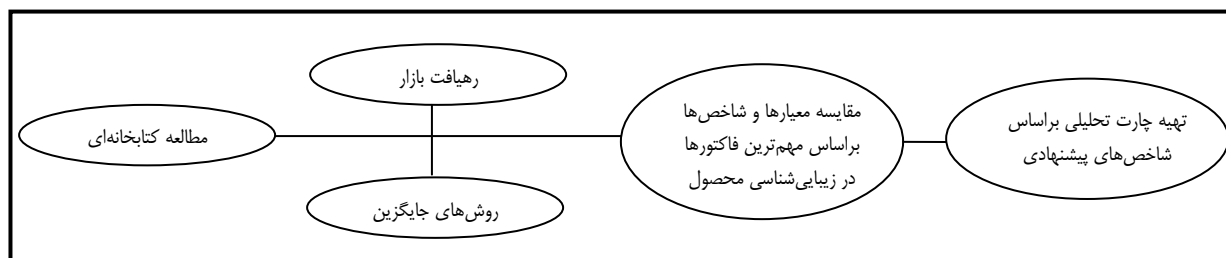 رهیافت بازار
مطالعه کتابخانه‌ای
روش‌های جایگزین
مقایسه معیارها و شاخص‌ها
براساس مهم‌ترین فاکتورها
در زیبایی‌شناسی محصول
تهیه چارت تحلیلی براساس
شاخص‌های پیشنهادی